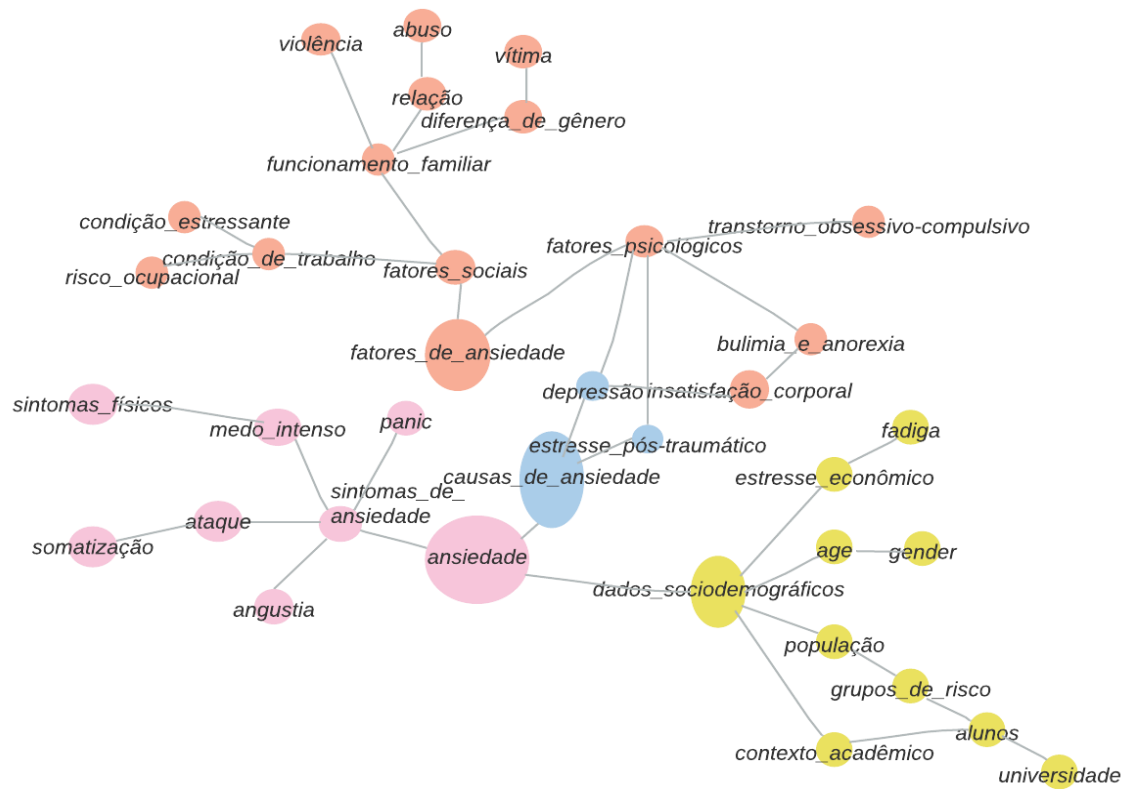 abuso
violência
vítima
relação
diferença_de_gênero
funcionamento_familiar
condição_estressante
transtorno_obsessivo-compulsivo
fatores_psicológicos
condição_de_trabalho
risco_ocupacional
fatores_sociais
bulimia_e_anorexia
fatores_de_ansiedade
depressão
insatisfação_corporal
sintomas_físicos
panic
medo_intenso
fadiga
estresse_pós-traumático
causas_de_ansiedade
estresse_econômico
sintomas_de_
ansiedade
ataque
somatização
ansiedade
age
gender
dados_sociodemográficos
angustia
população
grupos_de_risco
alunos
contexto_acadêmico
universidade